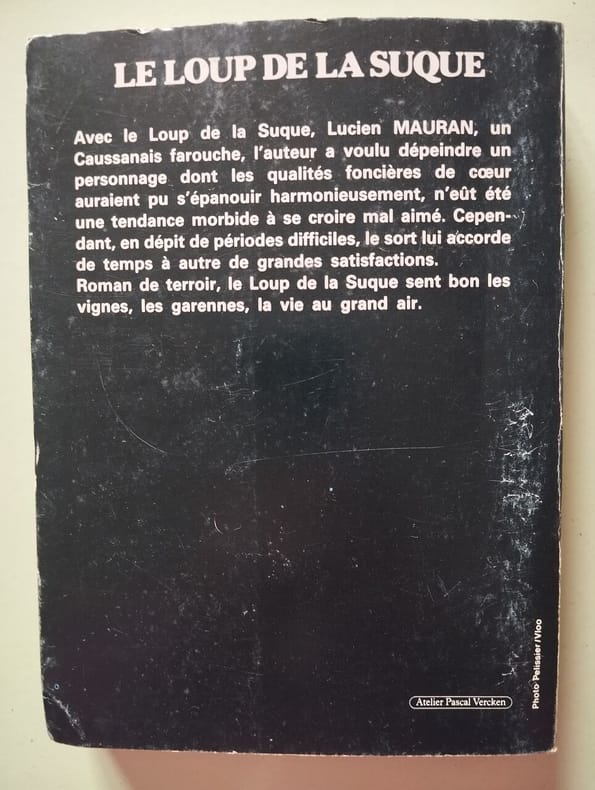 LE LOUP DE LA SUQUE
Avec le Loup de la Suque, Lucien MAURAN, un
Caussanais farouche, l'auteur a voulu dépeindre un
personnage dont les qualités foncières de cœur
auraient pu s'épanouir harmonieusement, n'eût été
une tendance morbide à se croire mal aimé. Cepen-
dant, en dépit de périodes difficiles, le sort lui accorde
de temps à autre de grandes satisfactions.
Roman de terroir, le Loup de la Suque sent bon les
vignes, les garennes, la vie au grand air.
Atelier Pascal Vercken
Photo Pelissier/Vloo